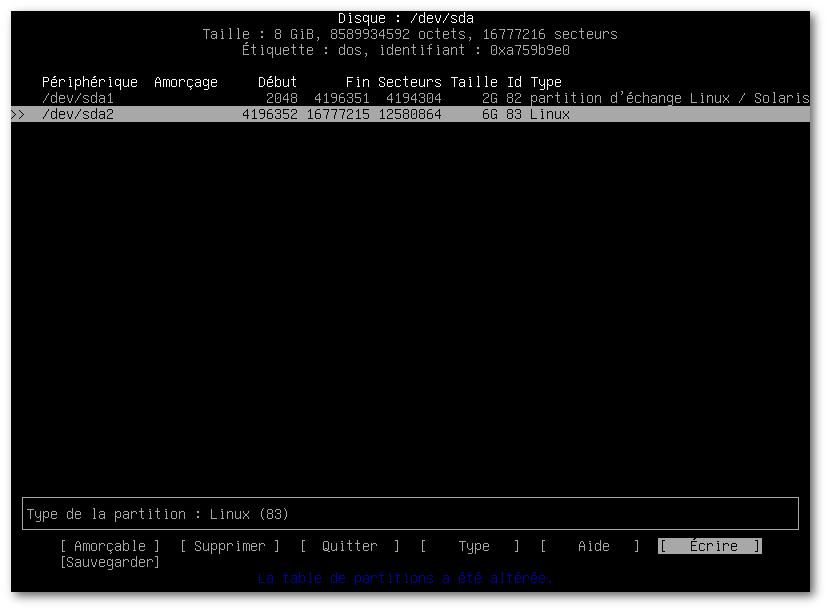 Disque : /dev/sda
Taille : 8 GiB, 8589934592 octets, 16777216 secteurs
Étiquette : dos, identifiant : 0xa759b9e0
Périphérique Amorçage Début Fin Secteurs Taille Id Type
/dev/sda1 2048 4196351 4194304 2G 82 partition d'échange Linux / Solaris
>> /dev/sda2 4196352 16777215 12580864 6G 83 Linux
Type de la partition : Linux (83)
[ Amorçable ] [ Supprimer ] [ Quitter ] [ Type ] [ Aide ] [ Écrire ]
[Sauvegarder]
La table de partitions a été altérée.